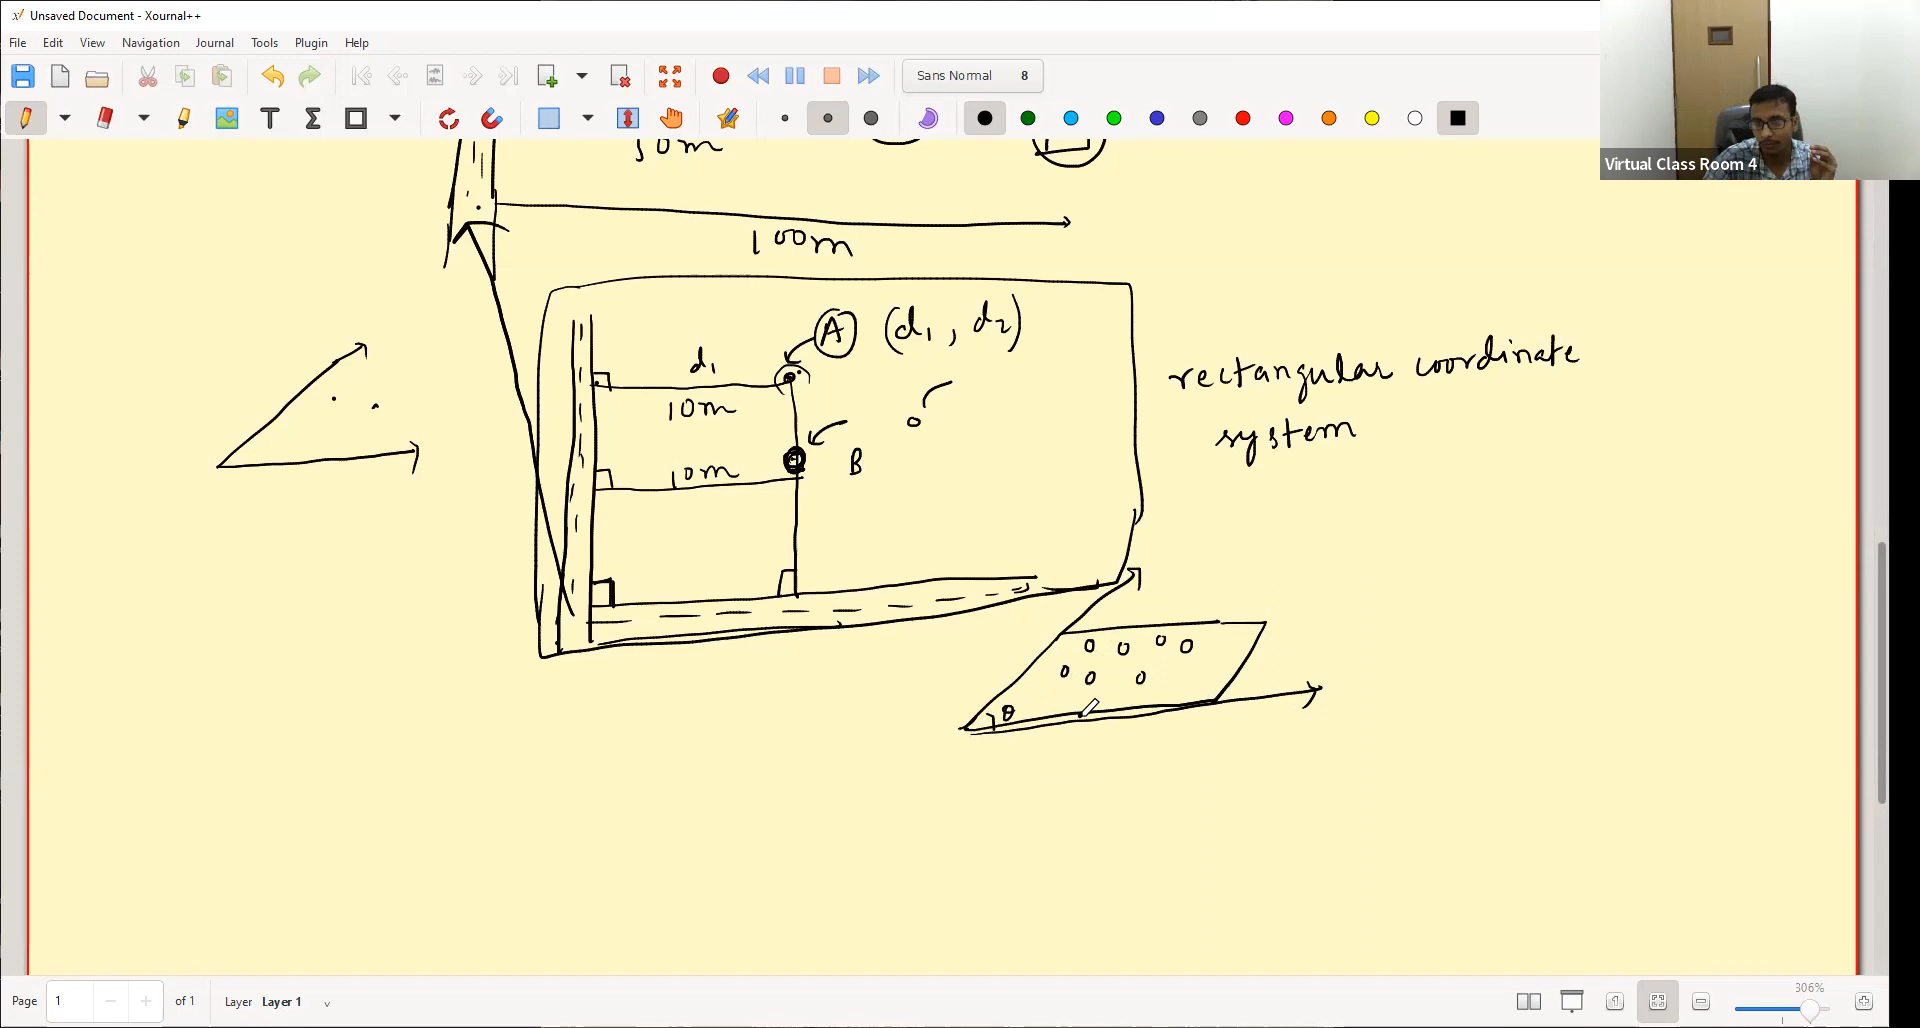 Unsaved Document - Xournal++
File Edit View Navigation Journal Tools Plugin Help
Sans Normal 8
Virtual Class Room 4
100m
A (d1, d2)
d1
10m
rectangular coordinate
system
10m
B
θ
Page 1 of 1 Layer Layer 1
306%